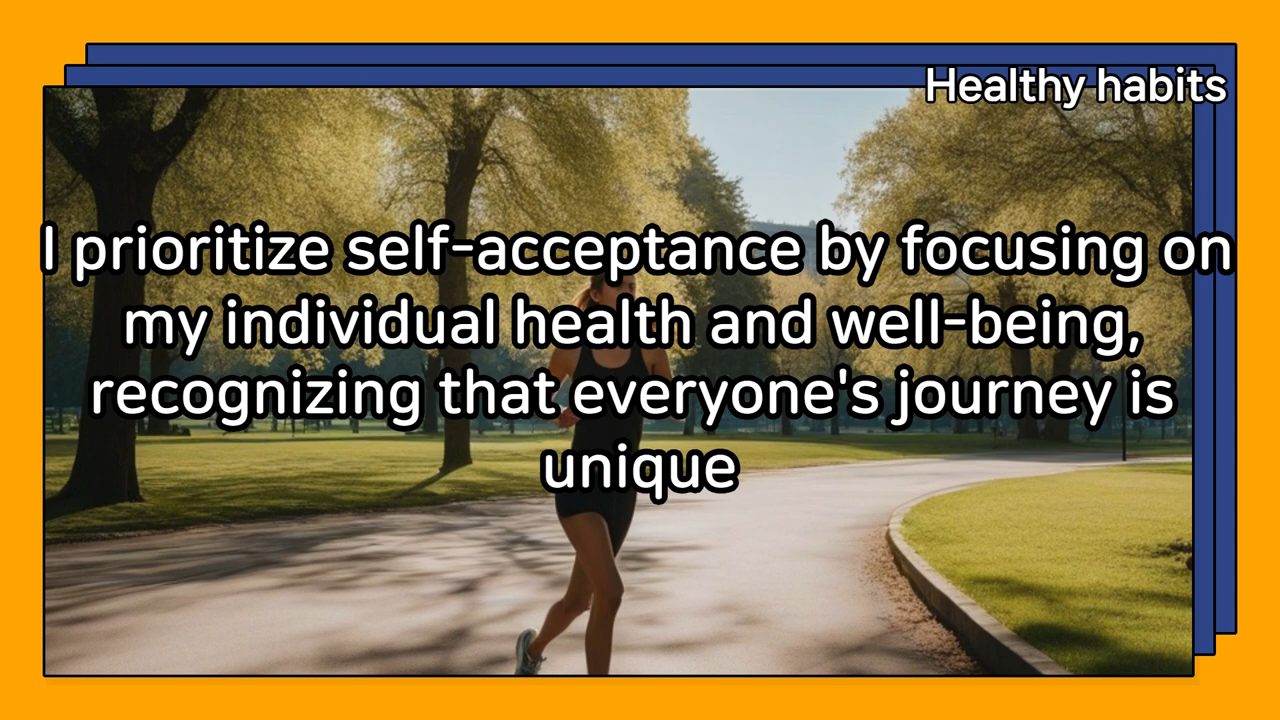 Healthy habits
I prioritize self-acceptance by focusing on
my individual health and well-being,
recognizing that everyone's journey is
unique